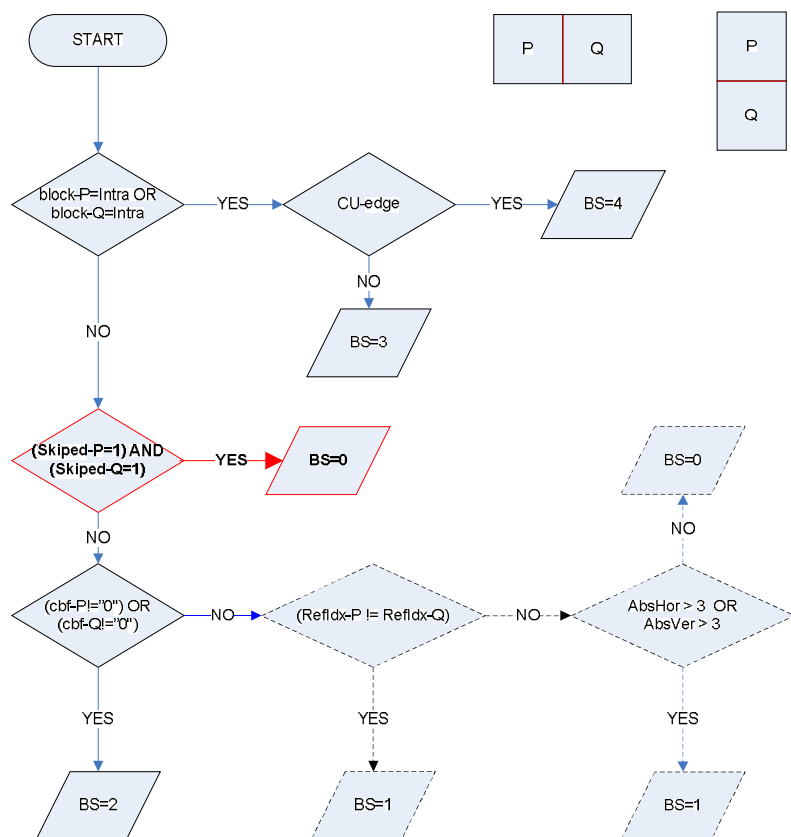 START
P
Q
P
Q
block-P=Intra OR
block-Q=Intra
YES
CU-edge
YES
BS=4
NO
BS=3
NO
(Skiped-P=1) AND
(Skiped-Q=1)
YES
BS=0
BS=0
NO
NO
(cbf-P!="0") OR
(cbf-Q!="0")
NO
(RefIdx-P != RefIdx-Q)
NO
AbsHor > 3 OR
AbsVer > 3
YES
YES
YES
BS=2
BS=1
BS=1